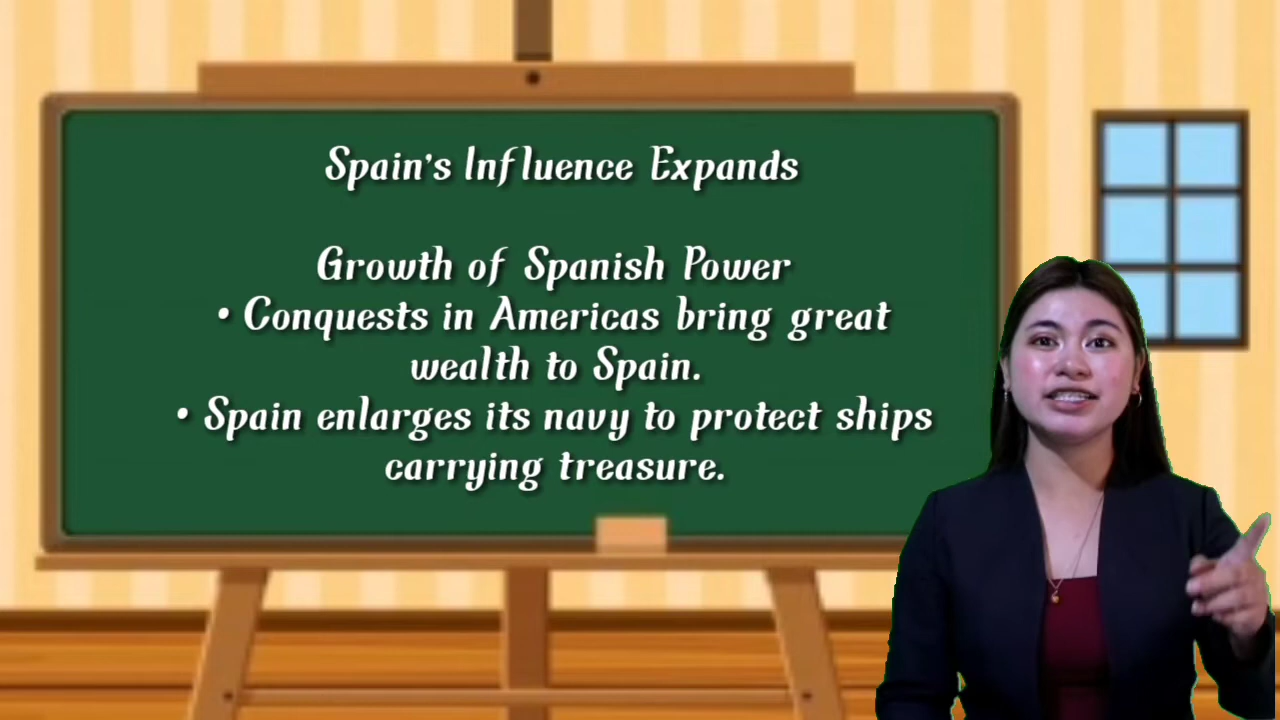 Spain's Influence Expands
Growth of Spanish Power
• Conquests in Americas bring great
wealth to Spain.
• Spain enlarges its navy to protect ships
carrying treasure.